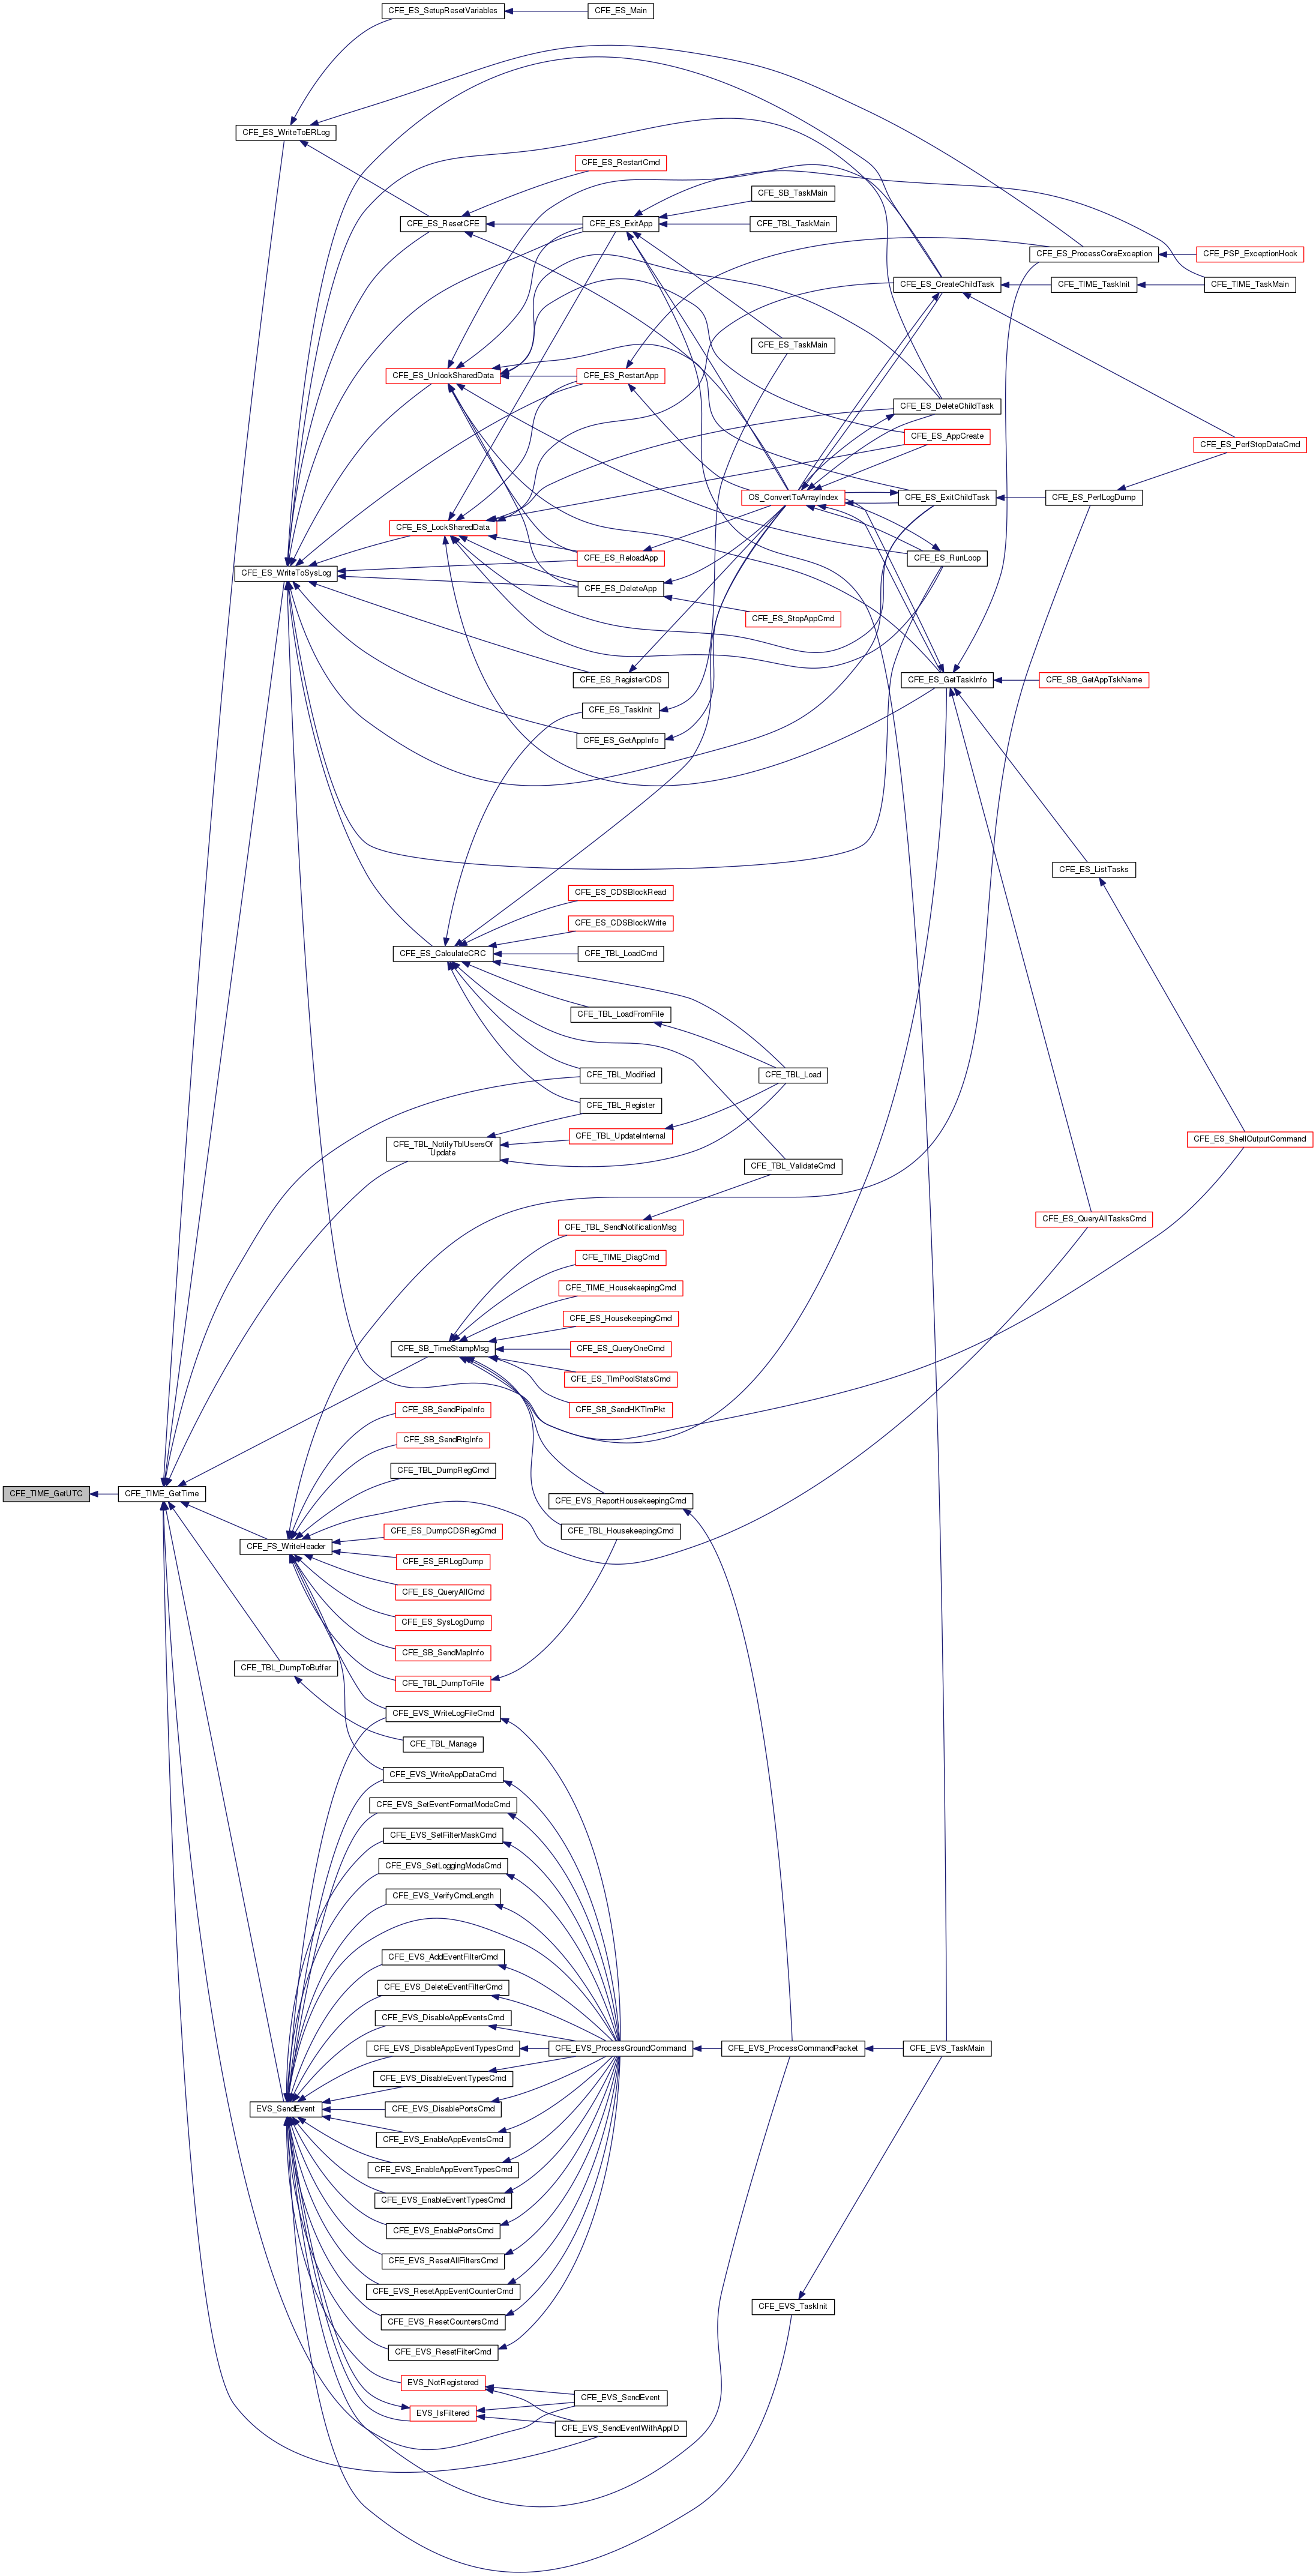 CFE_ES_SetupResetVariables
CFE_ES_Main
CFE_ES_WriteToERLog
CFE_ES_RestartCmd
CFE_SB_TaskMain
CFE_ES_ResetCFE
CFE_ES_ExitApp
CFE_TBL_TaskMain
CFE_ES_ProcessCoreException
CFE_PSP_ExceptionHook
CFE_ES_CreateChildTask
CFE_TIME_TaskInit
CFE_TIME_TaskMain
CFE_ES_TaskMain
CFE_ES_UnlockSharedData
CFE_ES_RestartApp
CFE_ES_DeleteChildTask
CFE_ES_AppCreate
CFE_ES_PerfStopDataCmd
OS_ConvertToArrayIndex
CFE_ES_ExitChildTask
CFE_ES_PerfLogDump
CFE_ES_LockSharedData
CFE_ES_ReloadApp
CFE_ES_RunLoop
CFE_ES_WriteToSysLog
CFE_ES_DeleteApp
CFE_ES_StopAppCmd
CFE_ES_RegisterCDS
CFE_ES_GetTaskInfo
CFE_SB_GetAppTskName
CFE_ES_TaskInit
CFE_ES_GetAppInfo
CFE_ES_ListTasks
CFE_ES_CDSBlockRead
CFE_ES_CDSBlockWrite
CFE_ES_CalculateCRC
CFE_TBL_LoadCmd
CFE_TBL_LoadFromFile
CFE_TBL_Modified
CFE_TBL_Load
CFE_TBL_Register
CFE_TBL_NotifyTblUsersOf
Update
CFE_TBL_UpdateInternal
CFE_ES_ShellOutputCommand
CFE_TBL_ValidateCmd
CFE_TBL_SendNotificationMsg
CFE_ES_QueryAllTasksCmd
CFE_TIME_DiagCmd
CFE_TIME_HousekeepingCmd
CFE_ES_HousekeepingCmd
CFE_SB_TimeStampMsg
CFE_ES_QueryOneCmd
CFE_ES_TlmPoolStatsCmd
CFE_SB_SendHKTlmPkt
CFE_SB_SendPipeInfo
CFE_SB_SendRtgInfo
CFE_TBL_DumpRegCmd
CFE_TIME_GetUTC
CFE_TIME_GetTime
CFE_EVS_ReportHousekeepingCmd
CFE_ES_DumpCDSRegCmd
CFE_TBL_HousekeepingCmd
CFE_FS_WriteHeader
CFE_ES_ERLogDump
CFE_ES_QueryAllCmd
CFE_ES_SysLogDump
CFE_SB_SendMapInfo
CFE_TBL_DumpToBuffer
CFE_TBL_DumpToFile
CFE_EVS_WriteLogFileCmd
CFE_TBL_Manage
CFE_EVS_WriteAppDataCmd
CFE_EVS_SetEventFormatModeCmd
CFE_EVS_SetFilterMaskCmd
CFE_EVS_SetLoggingModeCmd
CFE_EVS_VerifyCmdLength
CFE_EVS_AddEventFilterCmd
CFE_EVS_DeleteEventFilterCmd
CFE_EVS_DisableAppEventsCmd
CFE_EVS_DisableAppEventTypesCmd
CFE_EVS_ProcessGroundCommand
CFE_EVS_ProcessCommandPacket
CFE_EVS_TaskMain
CFE_EVS_DisableEventTypesCmd
EVS_SendEvent
CFE_EVS_DisablePortsCmd
CFE_EVS_EnableAppEventsCmd
CFE_EVS_EnableAppEventTypesCmd
CFE_EVS_EnableEventTypesCmd
CFE_EVS_EnablePortsCmd
CFE_EVS_ResetAllFiltersCmd
CFE_EVS_ResetAppEventCounterCmd
CFE_EVS_TaskInit
CFE_EVS_ResetCountersCmd
CFE_EVS_ResetFilterCmd
EVS_NotRegistered
CFE_EVS_SendEvent
EVS_IsFiltered
CFE_EVS_SendEventWithAppID